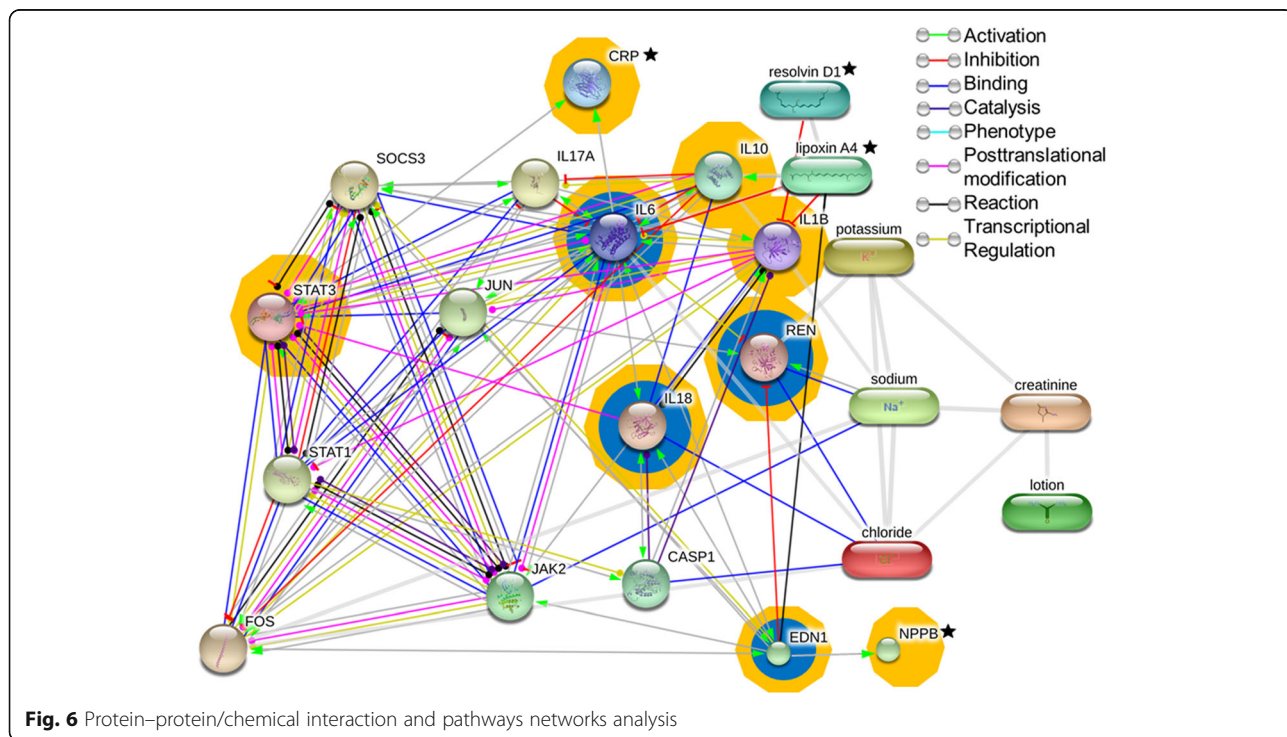 CRP ★
resolvin D1★
lipoxin A4 ★
SOCS3
IL17A
IL10
IL6
IL1B
potassium
K⁺
STAT3
JUN
REN
sodium
Na⁺
creatinine
IL18
STAT1
lotion
chloride
JAK2
CASP1
FOS
EDN1
NPPB★
Activation
Inhibition
Binding
Catalysis
Phenotype
Posttranslational
modification
Reaction
Transcriptional
Regulation
Fig. 6 Protein–protein/chemical interaction and pathways networks analysis